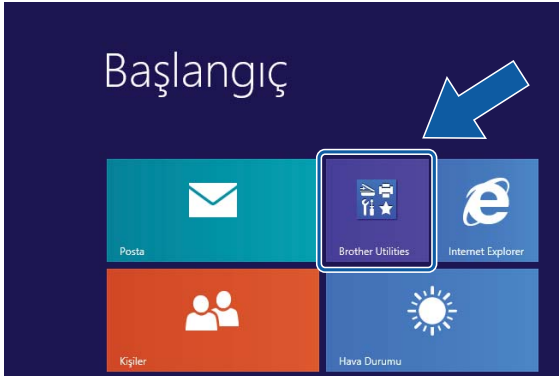 Başlangıç
Posta
Brother Utilities
Internet Explorer
Kişiler
Hava Durumu